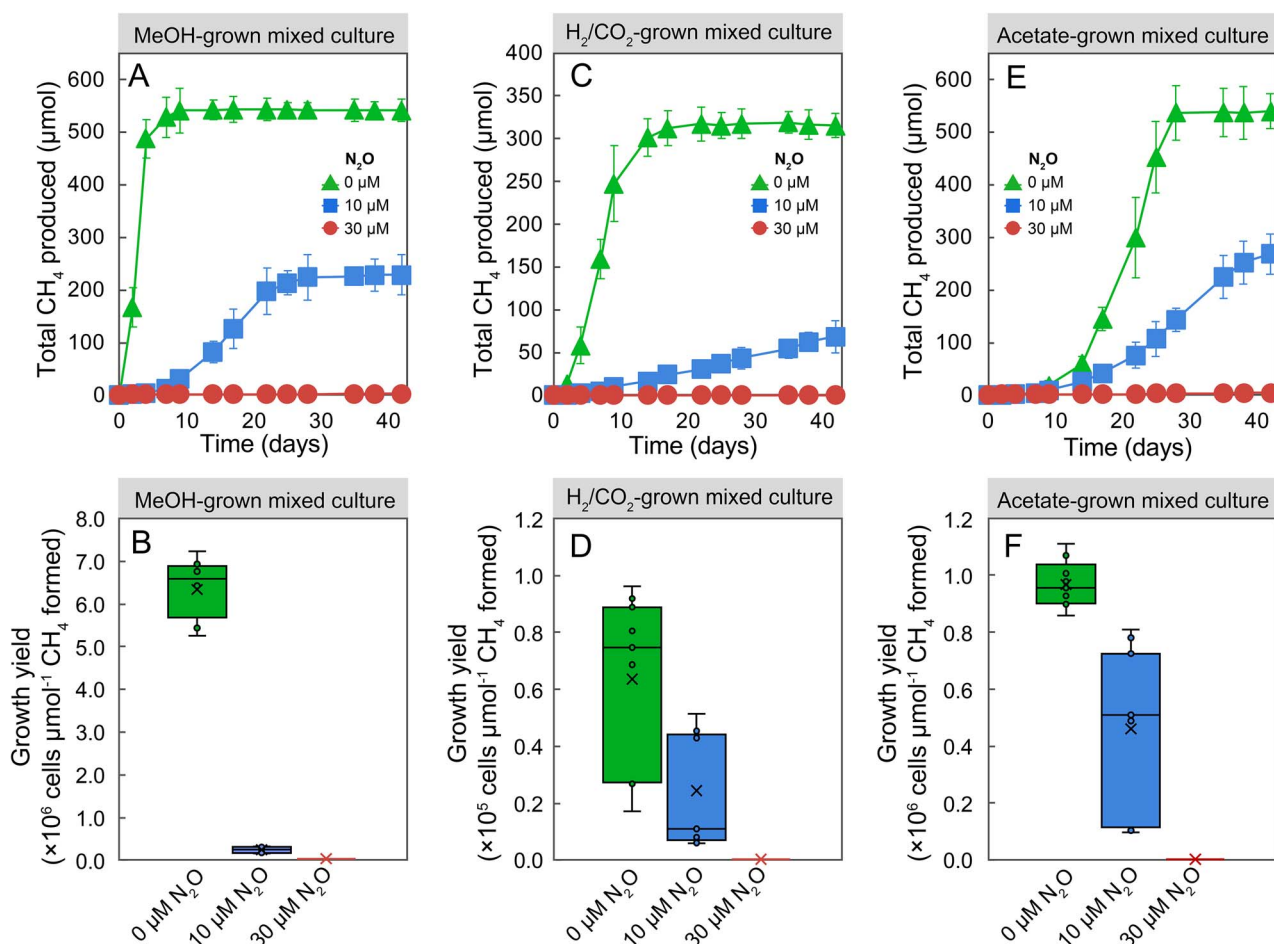 MeOH-grown mixed culture
A
Total CH₄ produced (µmol)
600
500
400
300
200
100
0
N₂O
0 µM
10 µM
30 µM
0 10 20 30 40
Time (days)
H₂/CO₂-grown mixed culture
C
Total CH₄ produced (µmol)
400
350
300
250
200
150
100
50
0
N₂O
0 µM
10 µM
30 µM
0 10 20 30 40
Time (days)
Acetate-grown mixed culture
E
Total CH₄ produced (µmol)
600
500
400
300
200
100
0
N₂O
0 µM
10 µM
30 µM
0 10 20 30 40
Time (days)
MeOH-grown mixed culture
B
Growth yield
(×10⁶ cells µmol⁻¹ CH₄ formed)
8.0
7.0
6.0
5.0
4.0
3.0
2.0
1.0
0.0
0 µM N₂O
10 µM N₂O
30 µM N₂O
H₂/CO₂-grown mixed culture
D
Growth yield
(×10⁵ cells µmol⁻¹ CH₄ formed)
1.2
1.0
0.8
0.6
0.4
0.2
0.0
0 µM N₂O
10 µM N₂O
30 µM N₂O
Acetate-grown mixed culture
F
Growth yield
(×10⁶ cells µmol⁻¹ CH₄ formed)
1.2
1.0
0.8
0.6
0.4
0.2
0.0
0 µM N₂O
10 µM N₂O
30 µM N₂O